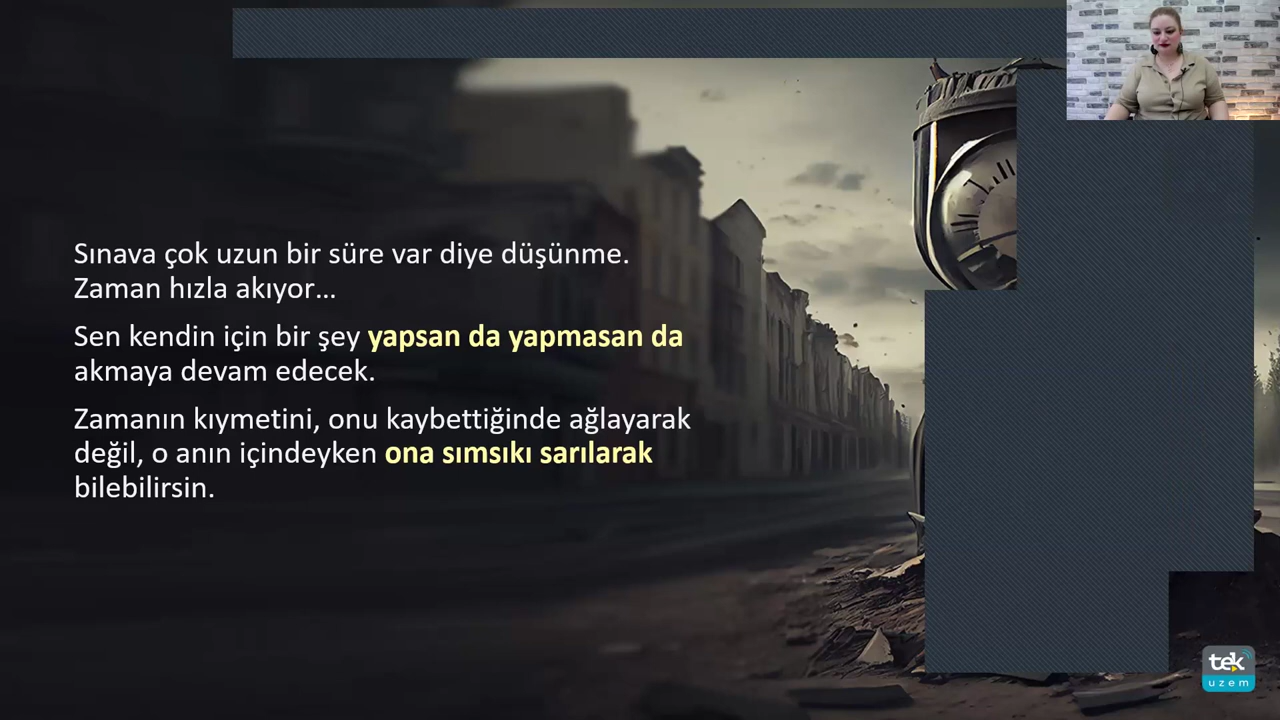 Sınava çok uzun bir süre var diye düşünme.
Zaman hızla akıyor...
Sen kendin için bir şey yapsan da yapmasan da
akmaya devam edecek.
Zamanın kıymetini, onu kaybettiğinde ağlayarak
değil, o anın içindeyken ona sımsıkı sarılarak
bilebilirsin.
tek
uzem